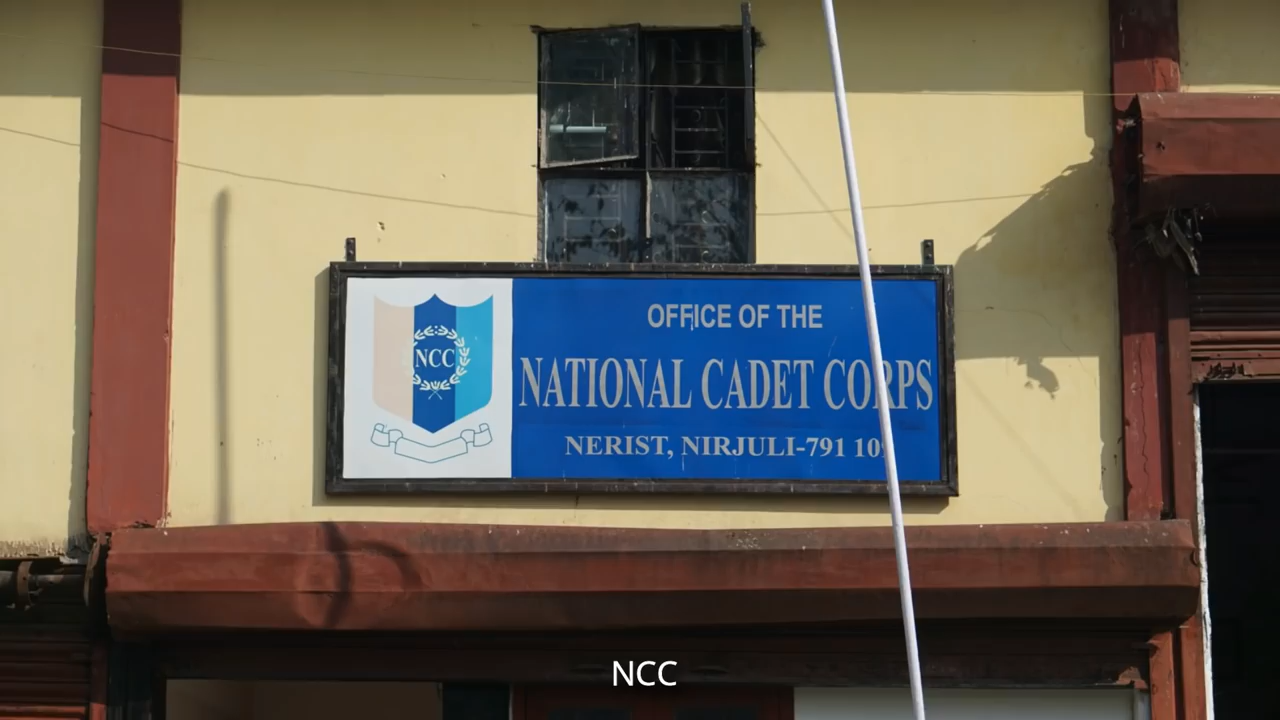 NCC
OFFICE OF THE
NATIONAL CADET CORPS
NERIST, NIRJULI-791
NCC